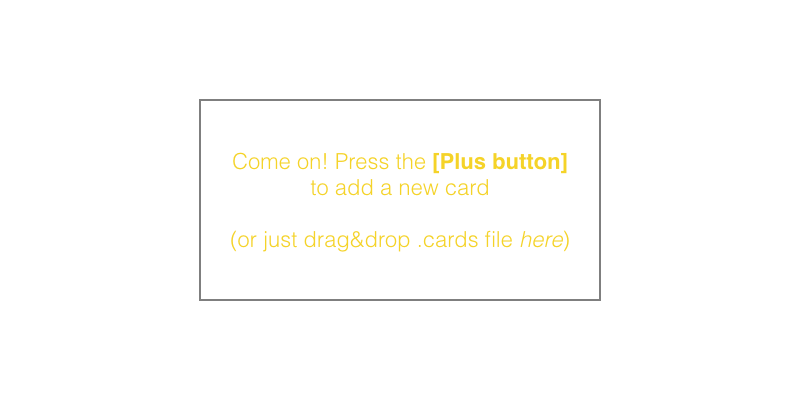 Come on! Press the [Plus button]
to add a new card
(or just drag&drop .cards file here)